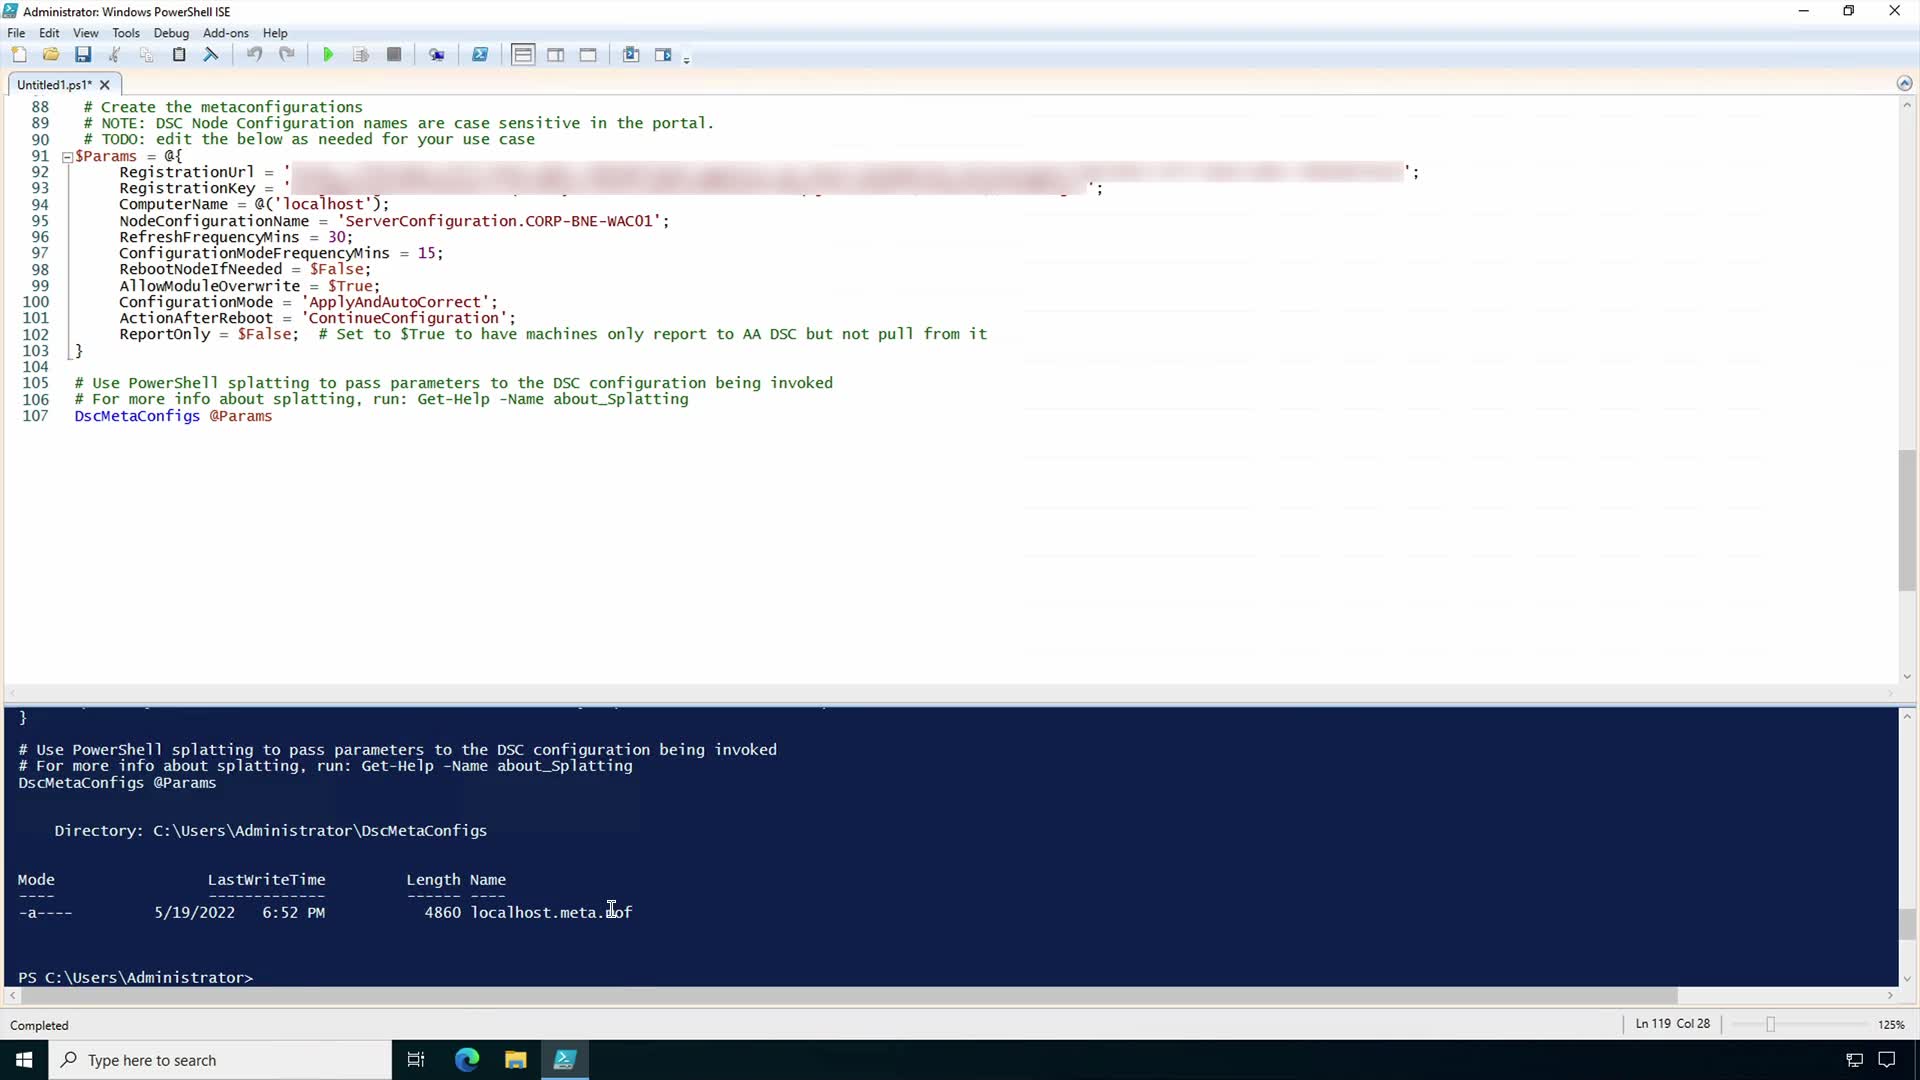 Administrator: Windows PowerShell ISE
File Edit View Tools Debug Add-ons Help
Untitled1.ps1*
88 # Create the metaconfigurations
89 # NOTE: DSC Node Configuration names are case sensitive in the portal.
90 # TODO: edit the below as needed for your use case
91 $Params = @{
92 RegistrationUrl = ' ';
93 RegistrationKey = ' ';
94 ComputerName = @('localhost');
95 NodeConfigurationName = 'ServerConfiguration.CORP-BNE-WAC01';
96 RefreshFrequencyMins = 30;
97 ConfigurationModeFrequencyMins = 15;
98 RebootNodeIfNeeded = $False;
99 AllowModuleOverwrite = $True;
100 ConfigurationMode = 'ApplyAndAutoCorrect';
101 ActionAfterReboot = 'ContinueConfiguration';
102 ReportOnly = $False; # Set to $True to have machines only report to AA DSC but not pull from it
103 }
104
105 # Use PowerShell splatting to pass parameters to the DSC configuration being invoked
106 # For more info about splatting, run: Get-Help -Name about_Splatting
107 DscMetaConfigs @Params
}
# Use PowerShell splatting to pass parameters to the DSC configuration being invoked
# For more info about splatting, run: Get-Help -Name about_Splatting
DscMetaConfigs @Params
Directory: C:\Users\Administrator\DscMetaConfigs
Mode LastWriteTime Length Name
---- ------------- ------ ----
-a---- 5/19/2022 6:52 PM 4860 localhost.meta.mof
PS C:\Users\Administrator>
Completed
Ln 119 Col 28
125%
Type here to search